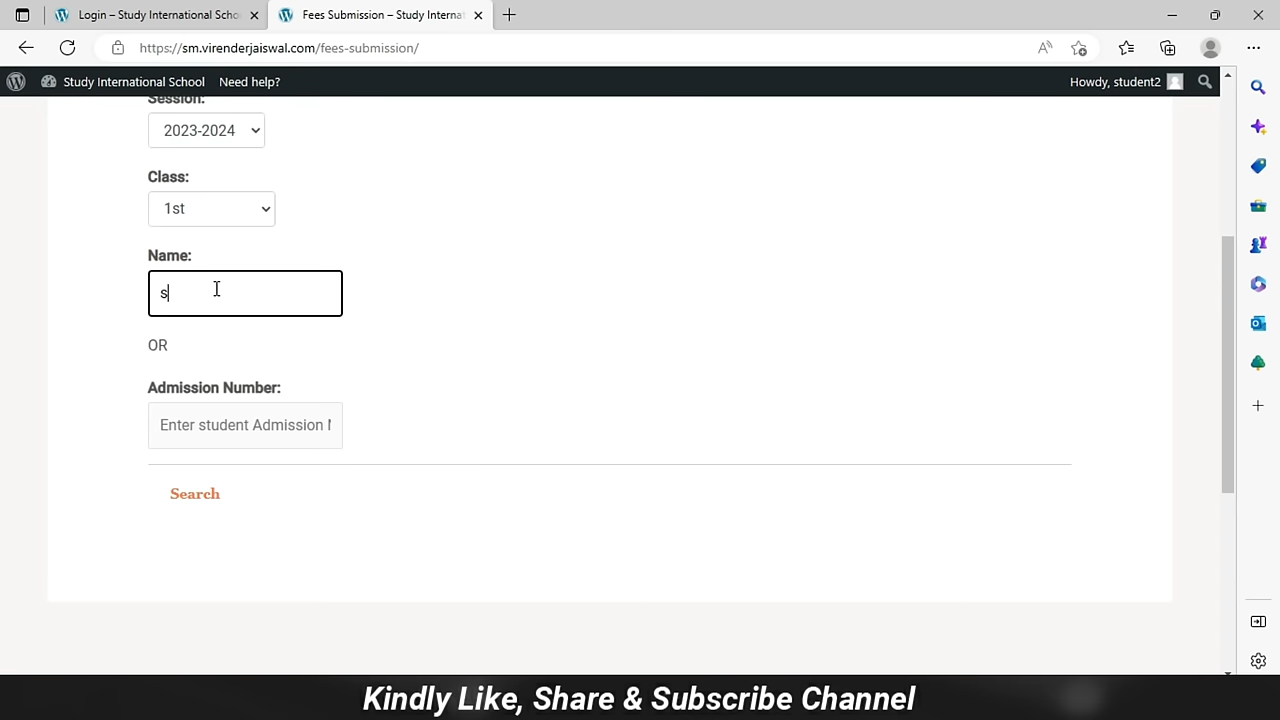 Login – Study International Schoo
Fees Submission – Study Internat
https://sm.virenderjaiswal.com/fees-submission/
Study International School Need help? Howdy, student2
Session:
2023-2024
Class:
1st
Name:
s
OR
Admission Number:
Enter student Admission N
Search
Kindly Like, Share & Subscribe Channel